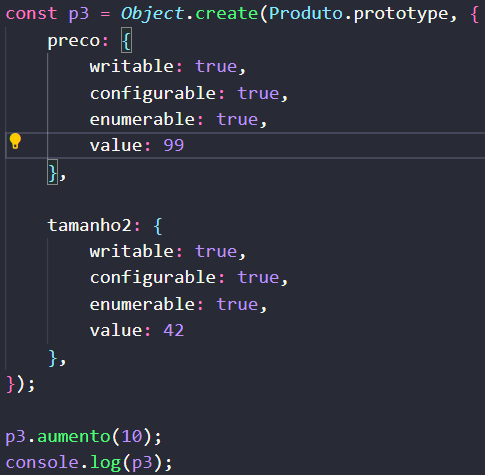 const p3 = Object.create(Produto.prototype, {
    preco: {
        writable: true,
        configurable: true,
        enumerable: true,
        value: 99
    },

    tamanho2: {
        writable: true,
        configurable: true,
        enumerable: true,
        value: 42
    },
});

p3.aumento(10);
console.log(p3);